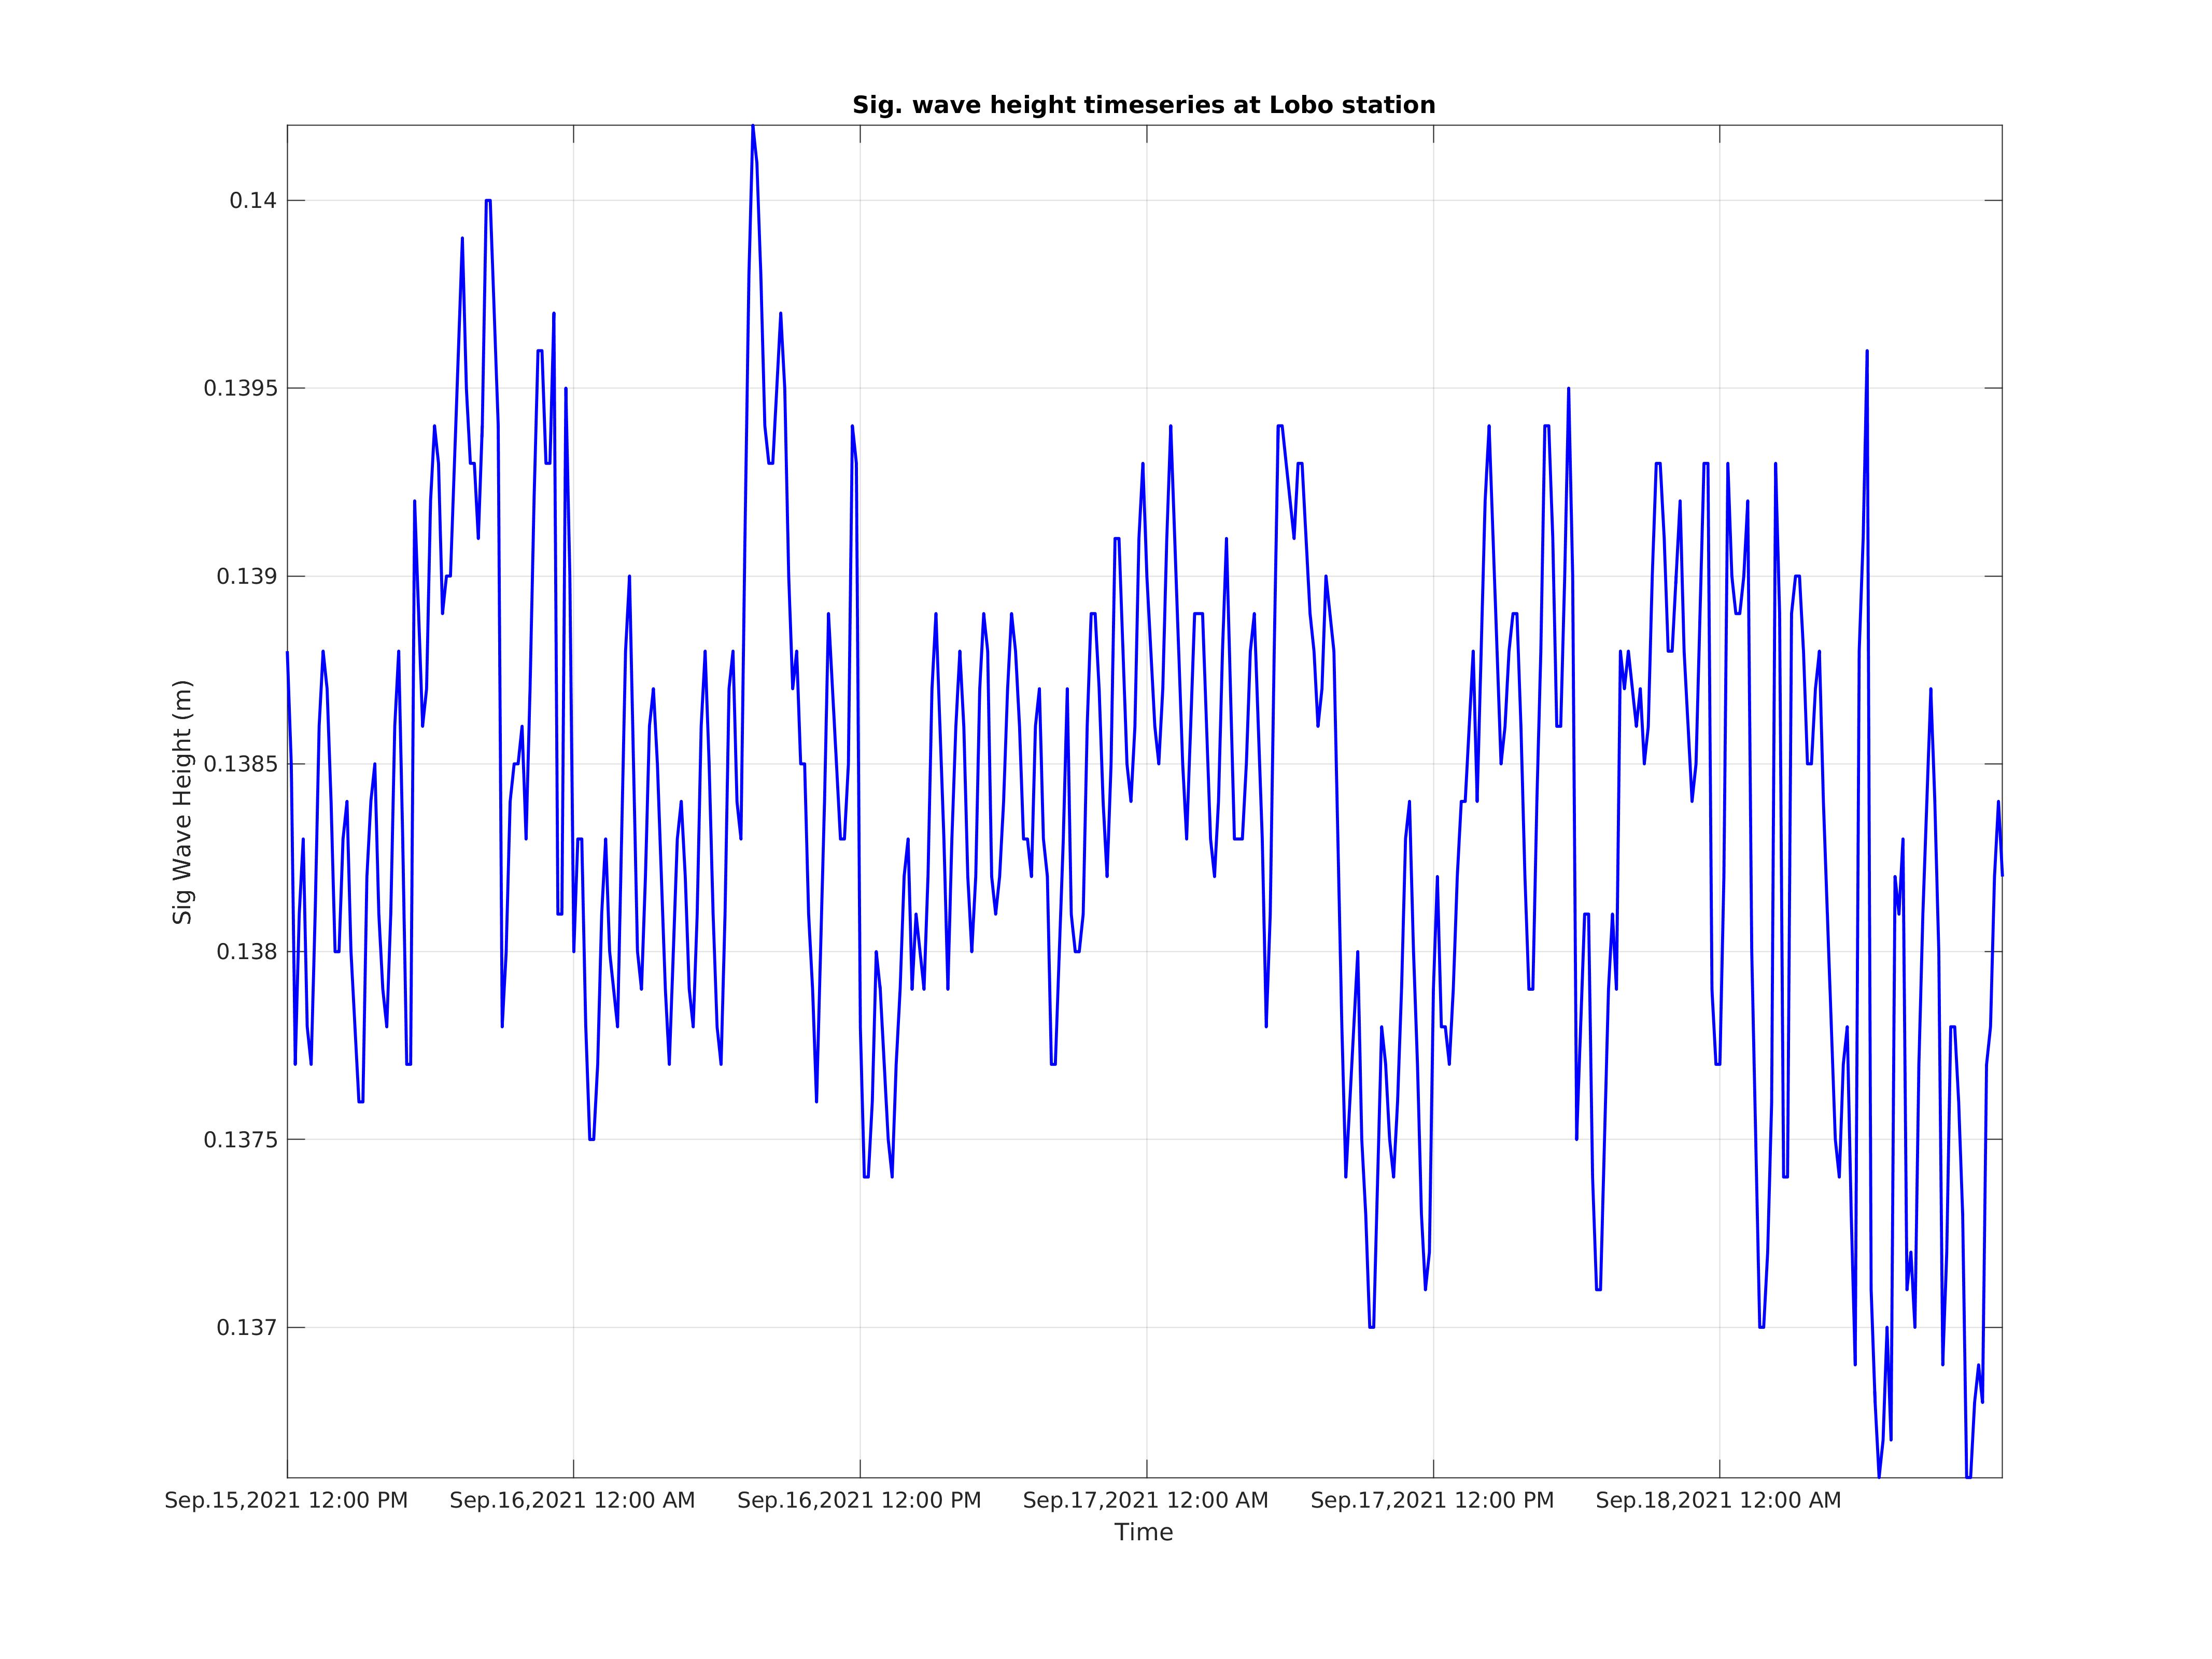 Sig. wave height timeseries at Lobo station
0.14
0.1395
0.139
0.1385
0.138
0.1375
0.137
Sig Wave Height (m)
Sep.15,2021 12:00 PM
Sep.16,2021 12:00 AM
Sep.16,2021 12:00 PM
Sep.17,2021 12:00 AM
Sep.17,2021 12:00 PM
Sep.18,2021 12:00 AM
Time